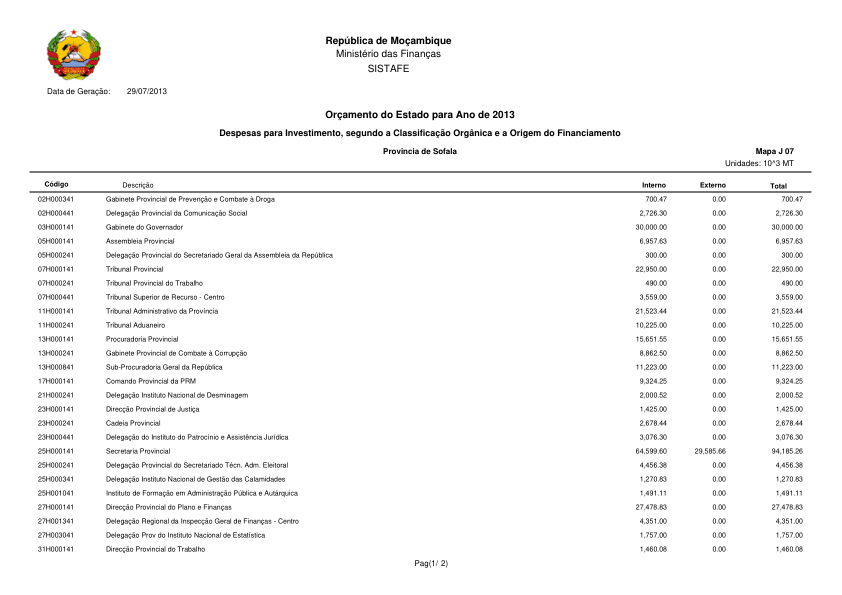 República de Moçambique
Ministério das Finanças
SISTAFE
Data de Geração: 29/07/2013
Orçamento do Estado para Ano de 2013
Despesas para Investimento, segundo a Classificação Orgânica e a Origem do Financiamento
Provincia de Sofala Mapa J 07
Unidades: 10^3 MT
Código Descrição Interno Externo Total
02H000341 Gabinete Provincial de Prevenção e Combate à Droga 700.47 0.00 700.47
02H000441 Delegação Provincial da Comunicação Social 2,726.30 0.00 2,726.30
03H000141 Gabinete do Governador 30,000.00 0.00 30,000.00
05H000141 Assembleia Provincial 6,957.63 0.00 6,957.63
05H000241 Delegação Provincial do Secretariado Geral da Assembleia da República 300.00 0.00 300.00
07H000141 Tribunal Provincial 22,950.00 0.00 22,950.00
07H000241 Tribunal Provincial do Trabalho 490.00 0.00 490.00
07H000441 Tribunal Superior de Recurso - Centro 3,559.00 0.00 3,559.00
11H000141 Tribunal Administrativo da Província 21,523.44 0.00 21,523.44
11H000241 Tribunal Aduaneiro 10,225.00 0.00 10,225.00
13H000141 Procuradoria Provincial 15,651.55 0.00 15,651.55
13H000241 Gabinete Provincial de Combate à Corrupção 8,862.50 0.00 8,862.50
13H000841 Sub-Procuradoria Geral da República 11,223.00 0.00 11,223.00
17H000141 Comando Provincial da PRM 9,324.25 0.00 9,324.25
21H000241 Delegação Instituto Nacional de Desminagem 2,000.52 0.00 2,000.52
23H000141 Direcção Provincial de Justiça 1,425.00 0.00 1,425.00
23H000241 Cadeia Provincial 2,678.44 0.00 2,678.44
23H000441 Delegação do Instituto do Patrocínio e Assistência Jurídica 3,076.30 0.00 3,076.30
25H000141 Secretaria Provincial 64,599.60 29,585.66 94,185.26
25H000241 Delegação Provincial do Secretariado Técn. Adm. Eleitoral 4,456.38 0.00 4,456.38
25H000341 Delegação Instituto Nacional de Gestão das Calamidades 1,270.83 0.00 1,270.83
25H001041 Instituto de Formação em Administração Pública e Autárquica 1,491.11 0.00 1,491.11
27H000141 Direcção Provincial do Plano e Finanças 27,478.83 0.00 27,478.83
27H001341 Delegação Regional da Inspecção Geral de Finanças - Centro 4,351.00 0.00 4,351.00
27H003041 Delegação Prov do Instituto Nacional de Estatística 1,757.00 0.00 1,757.00
31H000141 Direcção Provincial do Trabalho 1,460.08 0.00 1,460.08
Pag(1/ 2)